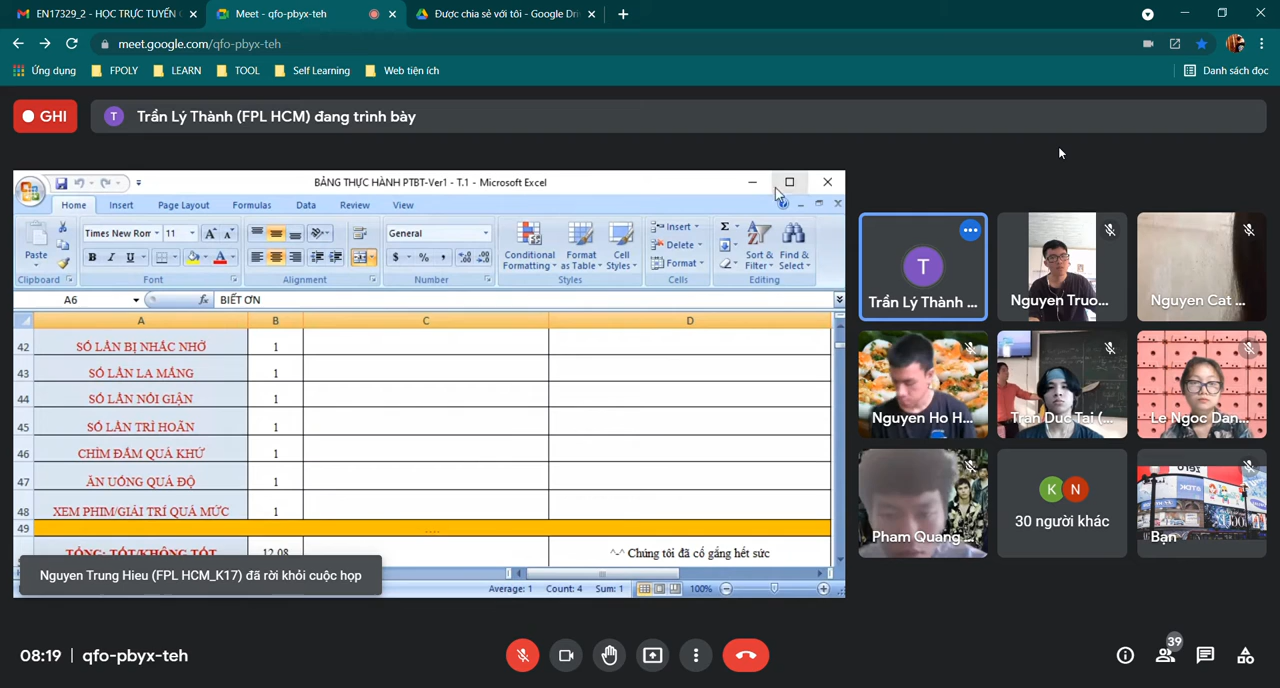 EN17329_2 - HỌC TRỰC TUYẾN
Meet - qfo-pbyx-teh
Được chia sẻ với tôi - Google Dri
meet.google.com/qfo-pbyx-teh
Ứng dụng
FPOLY
LEARN
TOOL
Self Learning
Web tiện ích
Danh sách đọc
GHI
T
Trần Lý Thành (FPL HCM) đang trình bày
BẢNG THỰC HÀNH PTBT-Ver1 - T.1 - Microsoft Excel
Home
Insert
Page Layout
Formulas
Data
Review
View
Paste
Times New Rom
11
General
Conditional Formatting
Format as Table
Cell Styles
Insert
Delete
Format
Sort & Filter
Find & Select
Clipboard
Font
Alignment
Number
Styles
Cells
Editing
A6
fx
BIẾT ƠN
A B C D
42 SỐ LẦN BỊ NHẮC NHỞ 1
43 SỐ LẦN LA MẮNG 1
44 SỐ LẦN NỔI GIẬN 1
45 SỐ LẦN TRÌ HOÃN 1
46 CHÌM ĐẮM QUÁ KHỨ 1
47 ĂN UỐNG QUÁ ĐỘ 1
48 XEM PHIM/GIẢI TRÍ QUÁ MỨC 1
49 ....
TỔNG: TỐT/KHÔNG TỐT 12.08 ^-^ Chúng tôi đã cố gắng hết sức
Nguyen Trung Hieu (FPL HCM_K17) đã rời khỏi cuộc họp
Average: 1 Count: 4 Sum: 1 100%
T
Trần Lý Thành ...
Nguyen Truo...
Nguyen Cat ...
Nguyen Ho H...
Tran Duc Tai (...
Le Ngoc Dan...
Pham Quang ...
K N
30 người khác
Bạn
08:19 | qfo-pbyx-teh
39